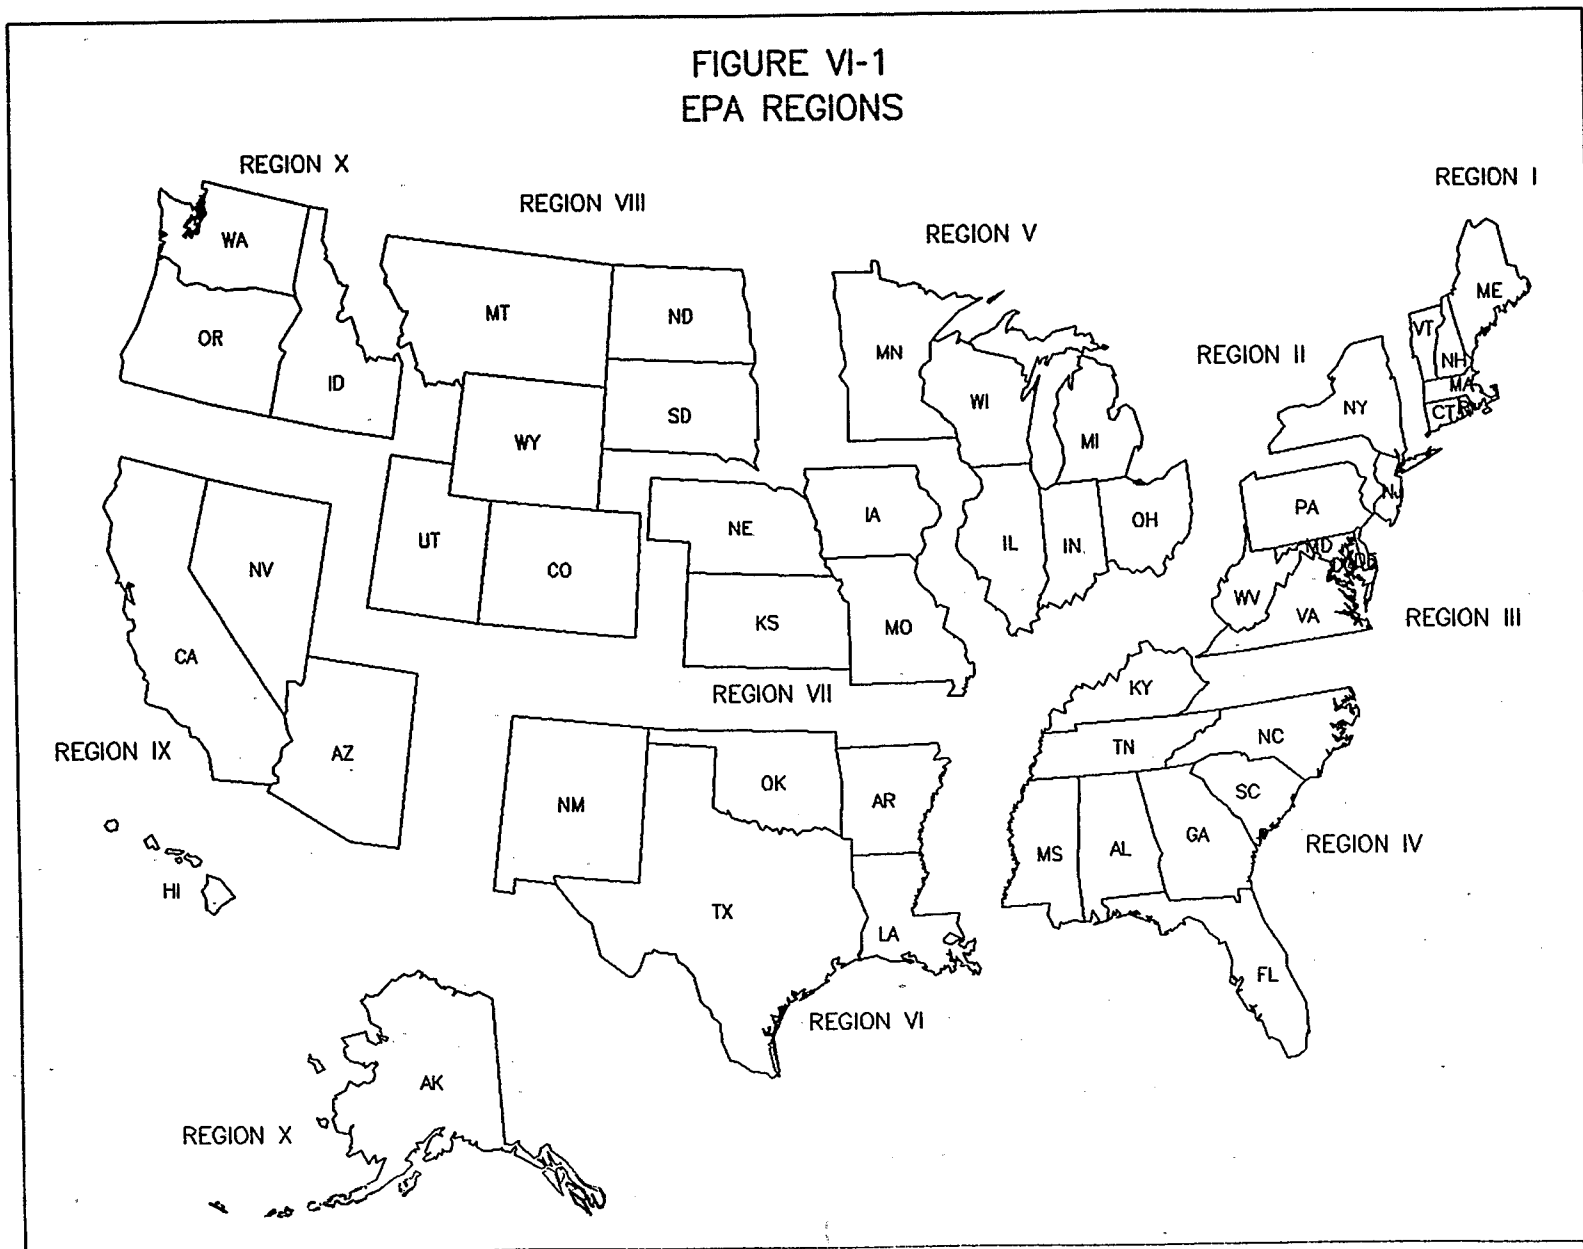 FIGURE VI-1
EPA REGIONS
REGION X
REGION VIII
REGION V
REGION I
WA
OR
ID
MT
ND
SD
WY
UT
CO
MN
WI
MI
IL
IN
OH
REGION II
NY
NJ
ME
VT
NH
MA
CT
RI
PA
MD
DC
DE
WV
VA
REGION III
NE
IA
KS
MO
REGION VII
CA
NV
AZ
HI
REGION IX
NM
OK
AR
TX
LA
REGION VI
KY
TN
NC
SC
MS
AL
GA
FL
REGION IV
AK
REGION X